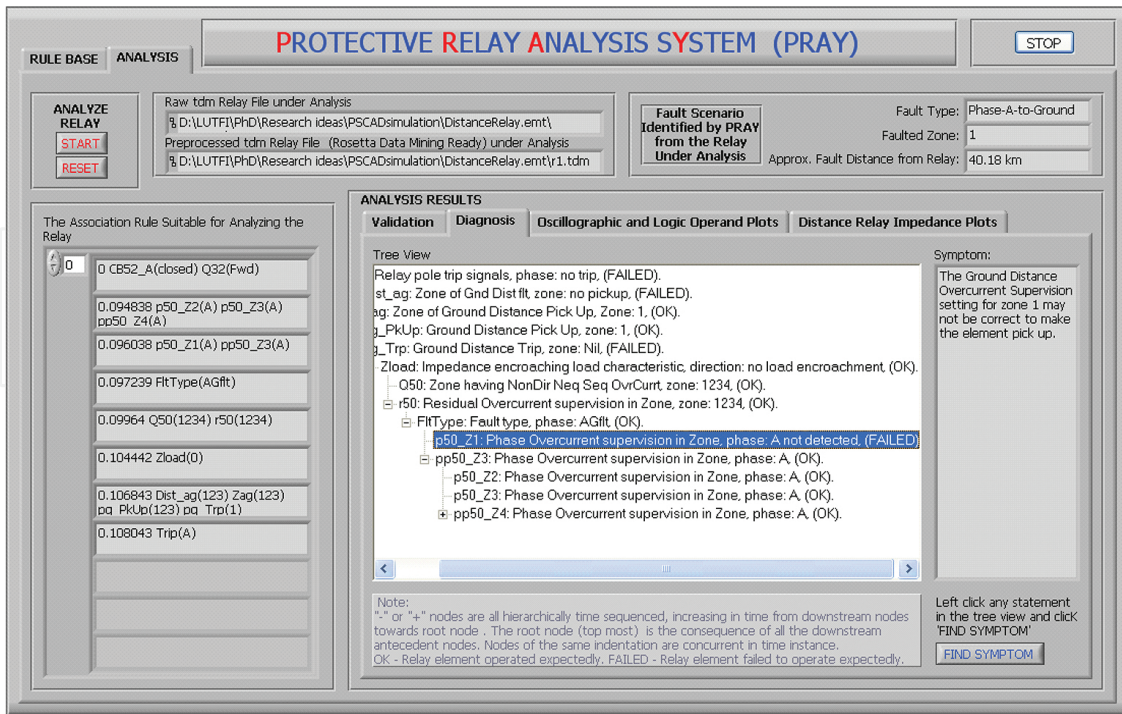 PROTECTIVE RELAY ANALYSIS SYSTEM (PRAY)
STOP
RULE BASE
ANALYSIS
ANALYZE
RELAY
START
RESET
Raw tdm Relay File under Analysis
D:\LUTFI\PhD\Research ideas\PSCADsimulation\DistanceRelay.emt\
Preprocessed tdm Relay File (Rosetta Data Mining Ready) under Analysis
D:\LUTFI\PhD\Research ideas\PSCADsimulation\DistanceRelay.emt\r1.tdm
Fault Scenario
Identified by PRAY
from the Relay
Under Analysis
Fault Type: Phase-A-to-Ground
Faulted Zone: 1
Approx. Fault Distance from Relay: 40.18 km
The Association Rule Suitable for Analyzing the
Relay
0
0 CB52_A(closed) Q32(Fwd)
0.094838 p50_Z2(A) p50_Z3(A)
pp50_Z4(A)
0.096038 p50_Z1(A) pp50_Z3(A)
0.097239 FltType(AGflt)
0.09964 Q50(1234) r50(1234)
0.104442 Zload(0)
0.106843 Dist_ag(123) Zag(123)
pg_PkUp(123) pg_Trp(1)
0.108043 Trip(A)
ANALYSIS RESULTS
Validation
Diagnosis
Oscillographic and Logic Operand Plots
Distance Relay Impedance Plots
Tree View
Relay pole trip signals, phase: no trip, (FAILED).
st_ag: Zone of Gnd Dist flt, zone: no pickup, (FAILED).
ag: Zone of Ground Distance Pick Up, Zone: 1, (OK).
g_PkUp: Ground Distance Pick Up, Zone: 1, (OK).
g_Trp: Ground Distance Trip, zone: Nil, (FAILED).
Zload: Impedance encroaching load characteristic, direction: no load encroachment, (OK).
Q50: Zone having NonDir Neq Seq OvrCurrt, zone: 1234, (OK).
r50: Residual Overcurrent supervision in Zone, zone: 1234, (OK).
FltType: Fault type, phase: AGflt, (OK).
p50_Z1: Phase Overcurrent supervision in Zone, phase: A not detected, (FAILED)
pp50_Z3: Phase Overcurrent supervision in Zone, phase: A, (OK).
p50_Z2: Phase Overcurrent supervision in Zone, phase: A, (OK).
p50_Z3: Phase Overcurrent supervision in Zone, phase: A, (OK).
pp50_Z4: Phase Overcurrent supervision in Zone, phase: A, (OK).
Symptom:
The Ground Distance
Overcurrent Supervision
setting for zone 1 may
not be correct to make
the element pick up.
Note:
"-" or "+" nodes are all hierarchically time sequenced, increasing in time from downstream nodes
towards root node . The root node (top most) is the consequence of all the downstream
antecedent nodes. Nodes of the same indentation are concurrent in time instance.
OK - Relay element operated expectedly. FAILED - Relay element failed to operate expectedly.
Left click any statement
in the tree view and click
'FIND SYMPTOM'
FIND SYMPTOM